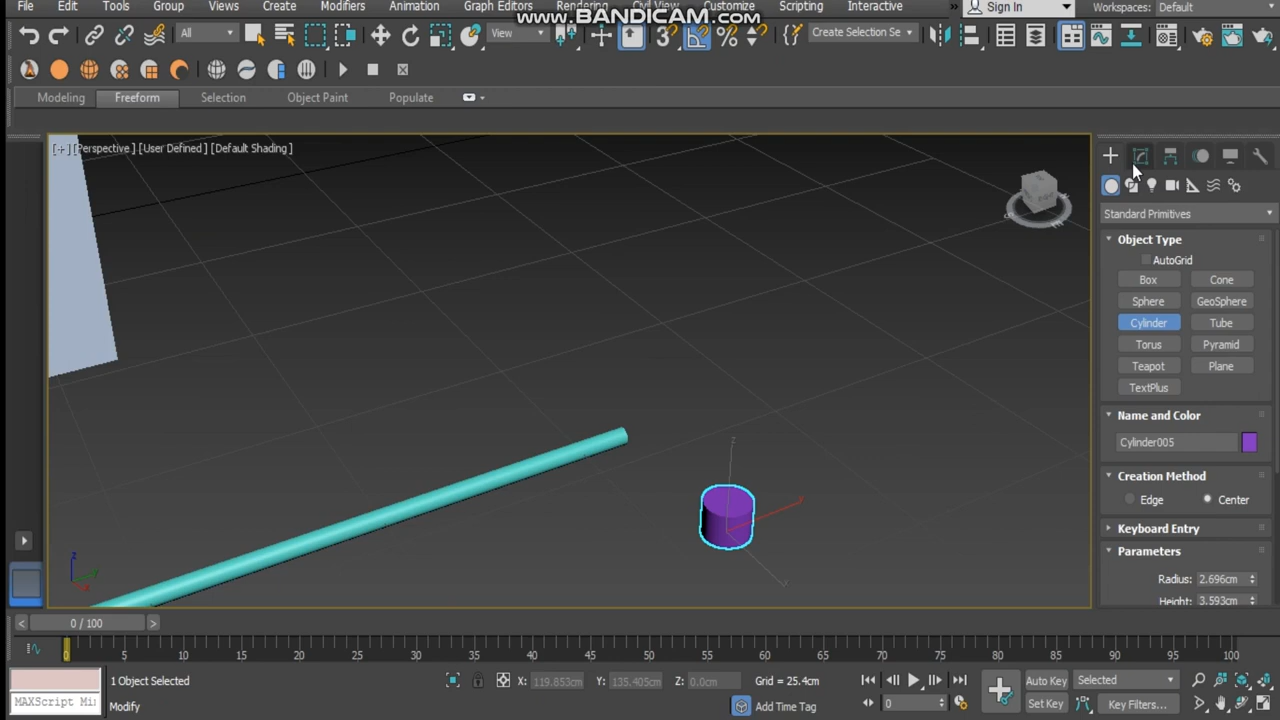 www.BANDICAM.com
File Edit Tools Group Views Create Modifiers Animation Graph Editors Rendering Civil View Customize Scripting Interactive Sign In Workspaces: Default
All View 3 Create Selection Se
Modeling Freeform Selection Object Paint Populate
[+] [Perspective ] [User Defined ] [Default Shading ]
Standard Primitives
Object Type
AutoGrid
Box Cone
Sphere GeoSphere
Cylinder Tube
Torus Pyramid
Teapot Plane
TextPlus
Name and Color
Cylinder005
Creation Method
Edge Center
Keyboard Entry
Parameters
Radius: 2.696cm
Height: 3.593cm
z
x
z
y
x
< 0 / 100 >
0 5 10 15 20 25 30 35 40 45 50 55 60 65 70 75 80 85 90 95 100
1 Object Selected X: 119.853cm Y: 135.405cm Z: 0.0cm Grid = 25.4cm Auto Key Selected
MAXScript Mi Modify Add Time Tag 0 Set Key Key Filters...